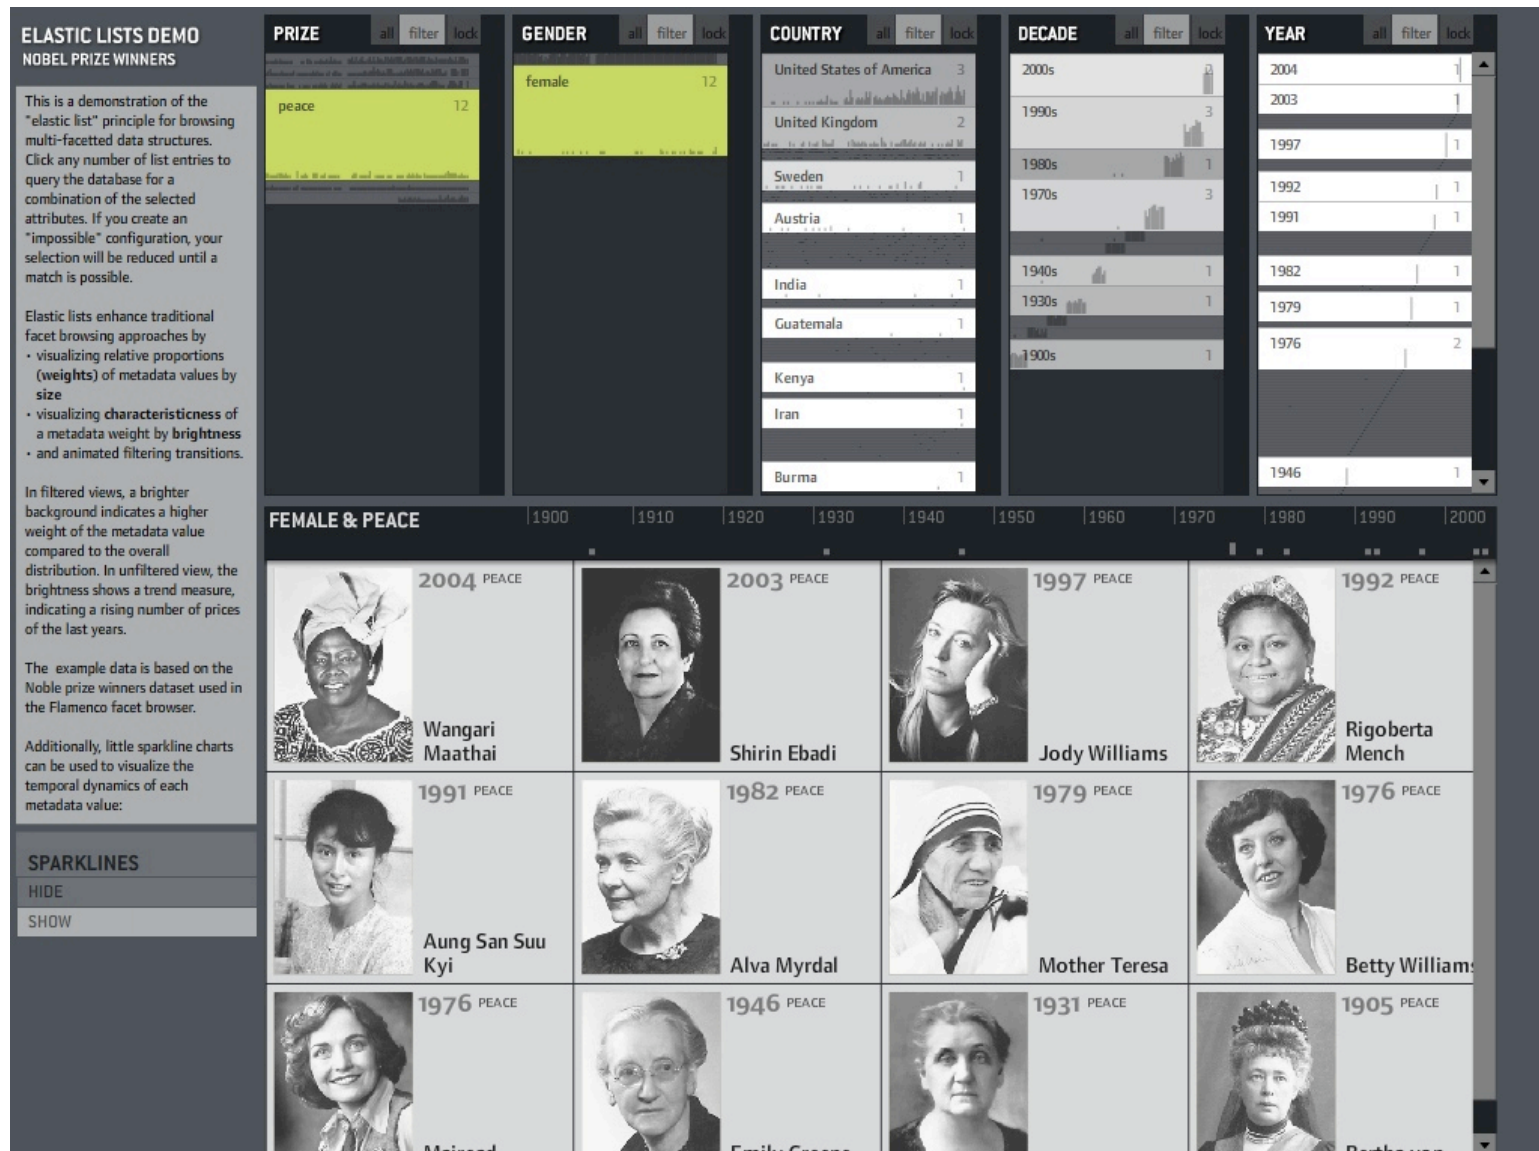 ELASTIC LISTS DEMO
NOBEL PRIZE WINNERS
This is a demonstration of the
"elastic list" principle for browsing
multi-facetted data structures.
Click any number of list entries to
query the database for a
combination of the selected
attributes. If you create an
"impossible" configuration, your
selection will be reduced until a
match is possible.
Elastic lists enhance traditional
facet browsing approaches by
• visualizing relative proportions
(weights) of metadata values by
size
• visualizing characteristicness of
a metadata weight by brightness
• and animated filtering transitions.
In filtered views, a brighter
background indicates a higher
weight of the metadata value
compared to the overall
distribution. In unfiltered view, the
brightness shows a trend measure,
indicating a rising number of prices
of the last years.
The example data is based on the
Noble prize winners dataset used in
the Flamenco facet browser.
Additionally, little sparkline charts
can be used to visualize the
temporal dynamics of each
metadata value:
SPARKLINES
HIDE
SHOW
PRIZE all filter lock
peace 12
GENDER all filter lock
female 12
COUNTRY all filter lock
United States of America 3
United Kingdom 2
Sweden 1
Austria 1
India 1
Guatemala 1
Kenya 1
Iran 1
Burma 1
DECADE all filter lock
2000s
1990s 3
1980s 1
1970s 3
1940s 1
1930s 1
1900s 1
YEAR all filter lock
2004 1
2003 1
1997 1
1992 1
1991 1
1982 1
1979 1
1976 2
1946 1
FEMALE & PEACE 1900 1910 1920 1930 1940 1950 1960 1970 1980 1990 2000
2004 PEACE
Wangari
Maathai
2003 PEACE
Shirin Ebadi
1997 PEACE
Jody Williams
1992 PEACE
Rigoberta
Mench
1991 PEACE
Aung San Suu
Kyi
1982 PEACE
Alva Myrdal
1979 PEACE
Mother Teresa
1976 PEACE
Betty Williams
1976 PEACE
Mairead
1946 PEACE
Emily Greene
1931 PEACE
1905 PEACE
Bertha von